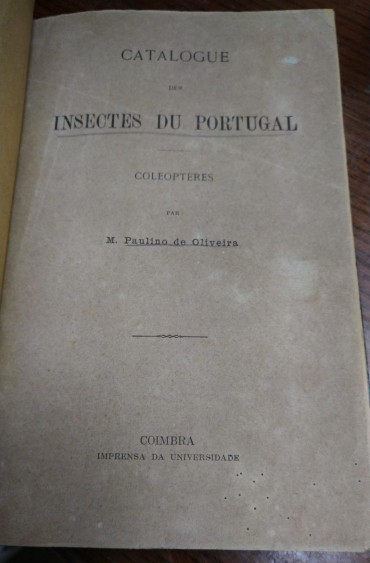 CATALOGUE
DES
INSECTES DU PORTUGAL
COLEOPTÈRES
PAR
M. Paulino de Oliveira
COIMBRA
IMPRENSA DA UNIVERSIDADE